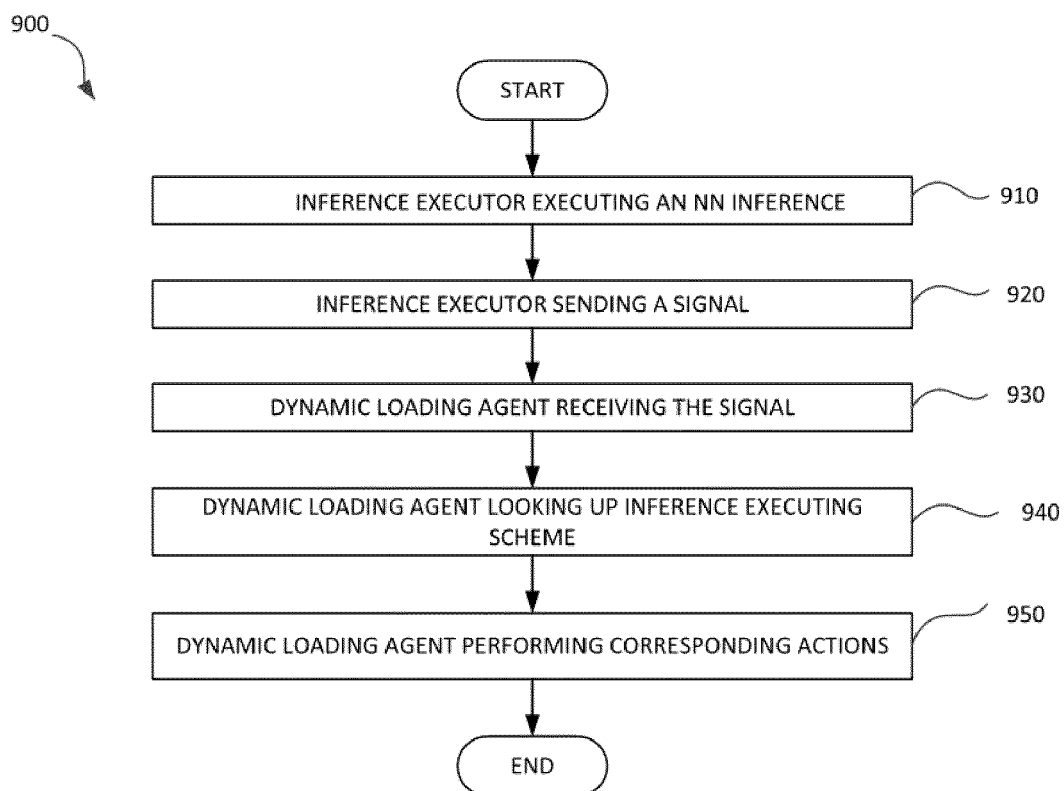 900
START
INFERENCE EXECUTOR EXECUTING AN NN INFERENCE
910
INFERENCE EXECUTOR SENDING A SIGNAL
920
DYNAMIC LOADING AGENT RECEIVING THE SIGNAL
930
DYNAMIC LOADING AGENT LOOKING UP INFERENCE EXECUTING
SCHEME
940
DYNAMIC LOADING AGENT PERFORMING CORRESPONDING ACTIONS
950
END